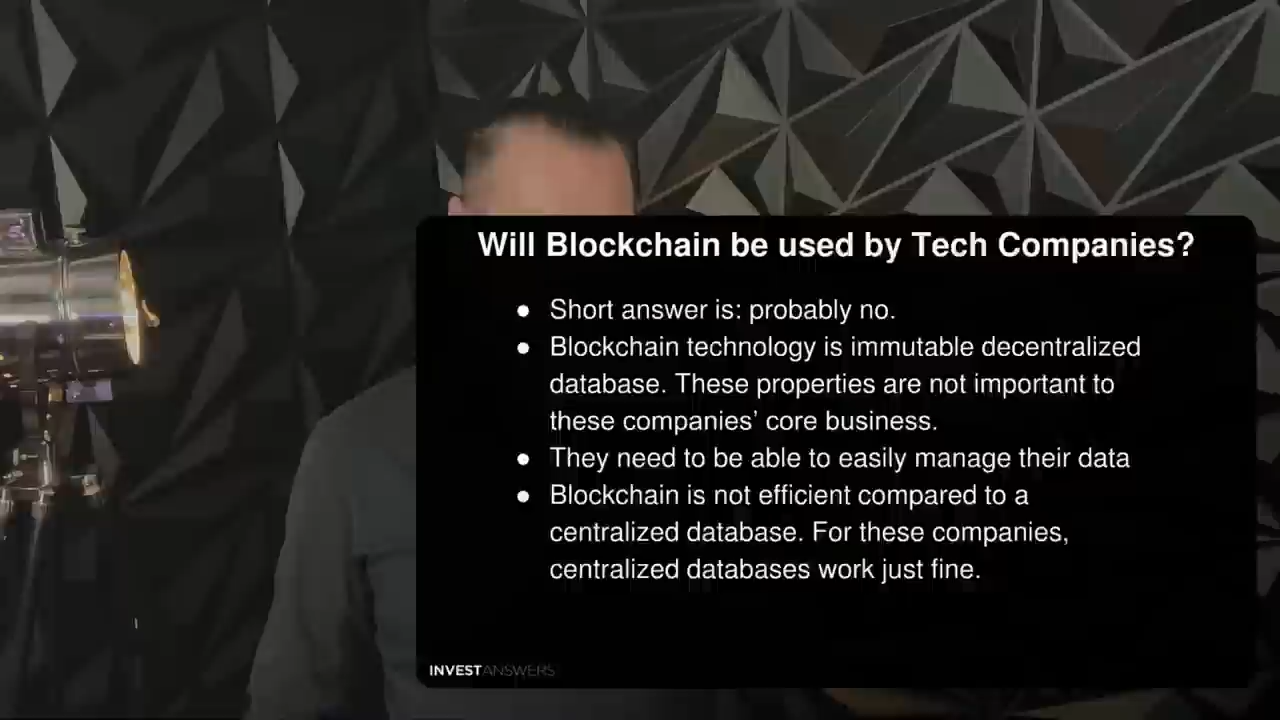 Will Blockchain be used by Tech Companies?
● Short answer is: probably no.
● Blockchain technology is immutable decentralized
database. These properties are not important to
these companies’ core business.
● They need to be able to easily manage their data
● Blockchain is not efficient compared to a
centralized database. For these companies,
centralized databases work just fine.
INVESTANSWERS